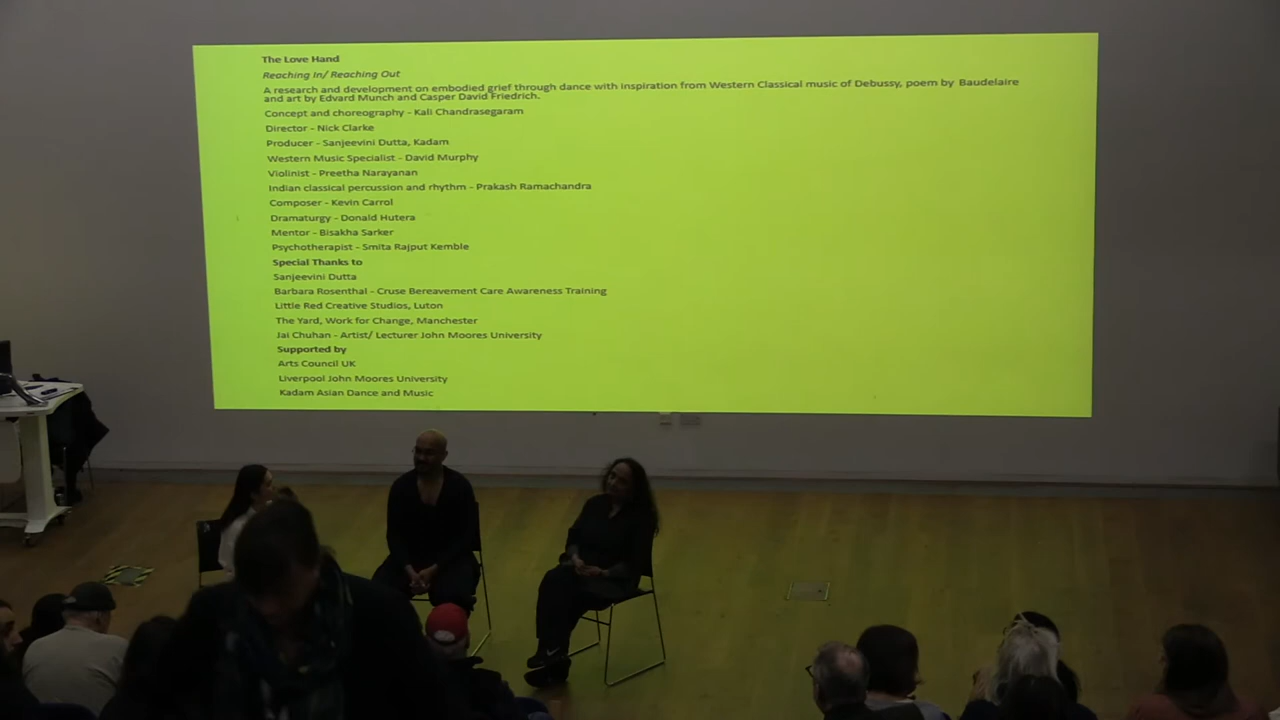 The Love Hand
Reaching In/ Reaching Out
A research and development on embodied grief through dance with inspiration from Western Classical music of Debussy, poem by Baudelaire
and art by Edvard Munch and Casper David Friedrich.
Concept and choreography - Kali Chandrasegaram
Director - Nick Clarke
Producer - Sanjeevini Dutta, Kadam
Western Music Specialist - David Murphy
Violinist - Preetha Narayanan
Indian classical percussion and rhythm - Prakash Ramachandra
Composer - Kevin Carrol
Dramaturgy - Donald Hutera
Mentor - Bisakha Sarker
Psychotherapist - Smita Rajput Kemble
Special Thanks to
Sanjeevini Dutta
Barbara Rosenthal - Cruse Bereavement Care Awareness Training
Little Red Creative Studios, Luton
The Yard, Work for Change, Manchester
Jai Chuhan - Artist/ Lecturer John Moores University
Supported by
Arts Council UK
Liverpool John Moores University
Kadam Asian Dance and Music